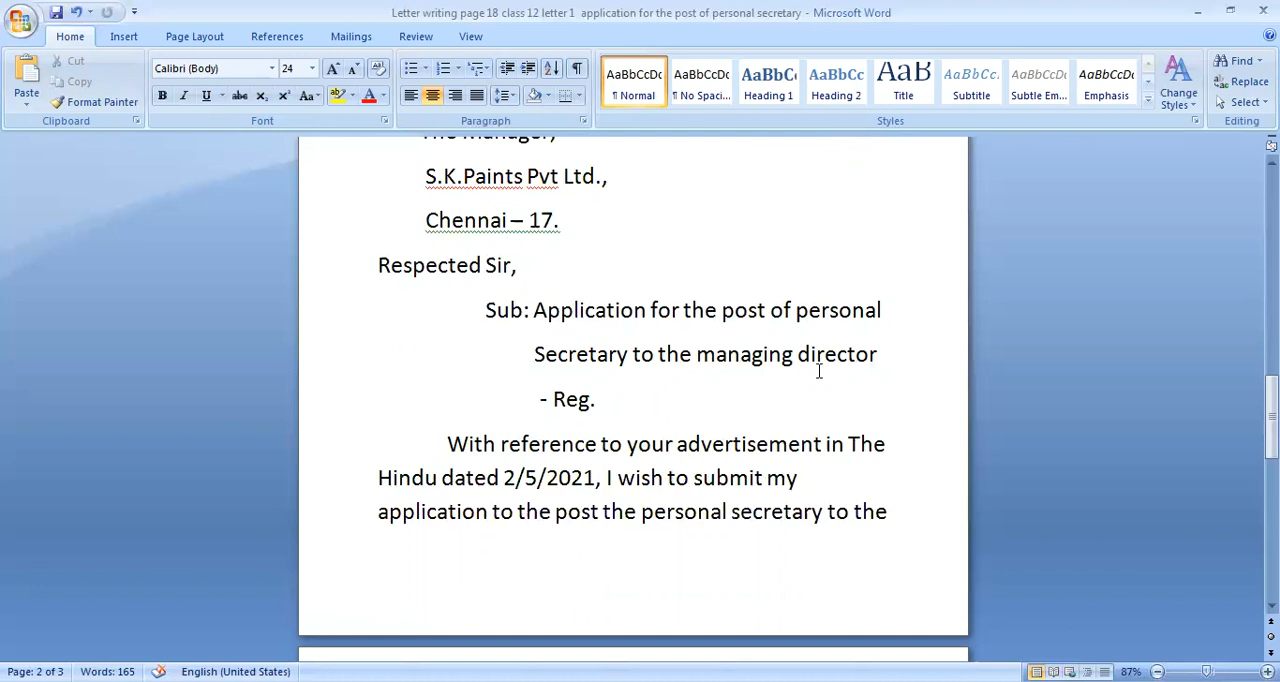 Letter writing page 18 class 12 letter 1 application for the post of personal secretary - Microsoft Word
Home Insert Page Layout References Mailings Review View
Paste
Cut
Copy
Format Painter
Clipboard
Calibri (Body) 24
Font
Paragraph
AaBbCcDc AaBbCcDc AaBbC AaBbCc AaB AaBbCc. AaBbCcDc AaBbCcDc
¶ Normal ¶ No Spaci... Heading 1 Heading 2 Title Subtitle Subtle Em... Emphasis
Change Styles
Styles
Find
Replace
Select
Editing
The Manager,
S.K.Paints Pvt Ltd.,
Chennai – 17.
Respected Sir,
Sub: Application for the post of personal
Secretary to the managing director
- Reg.
With reference to your advertisement in The
Hindu dated 2/5/2021, I wish to submit my
application to the post the personal secretary to the
Page: 2 of 3 Words: 165 English (United States) 87%